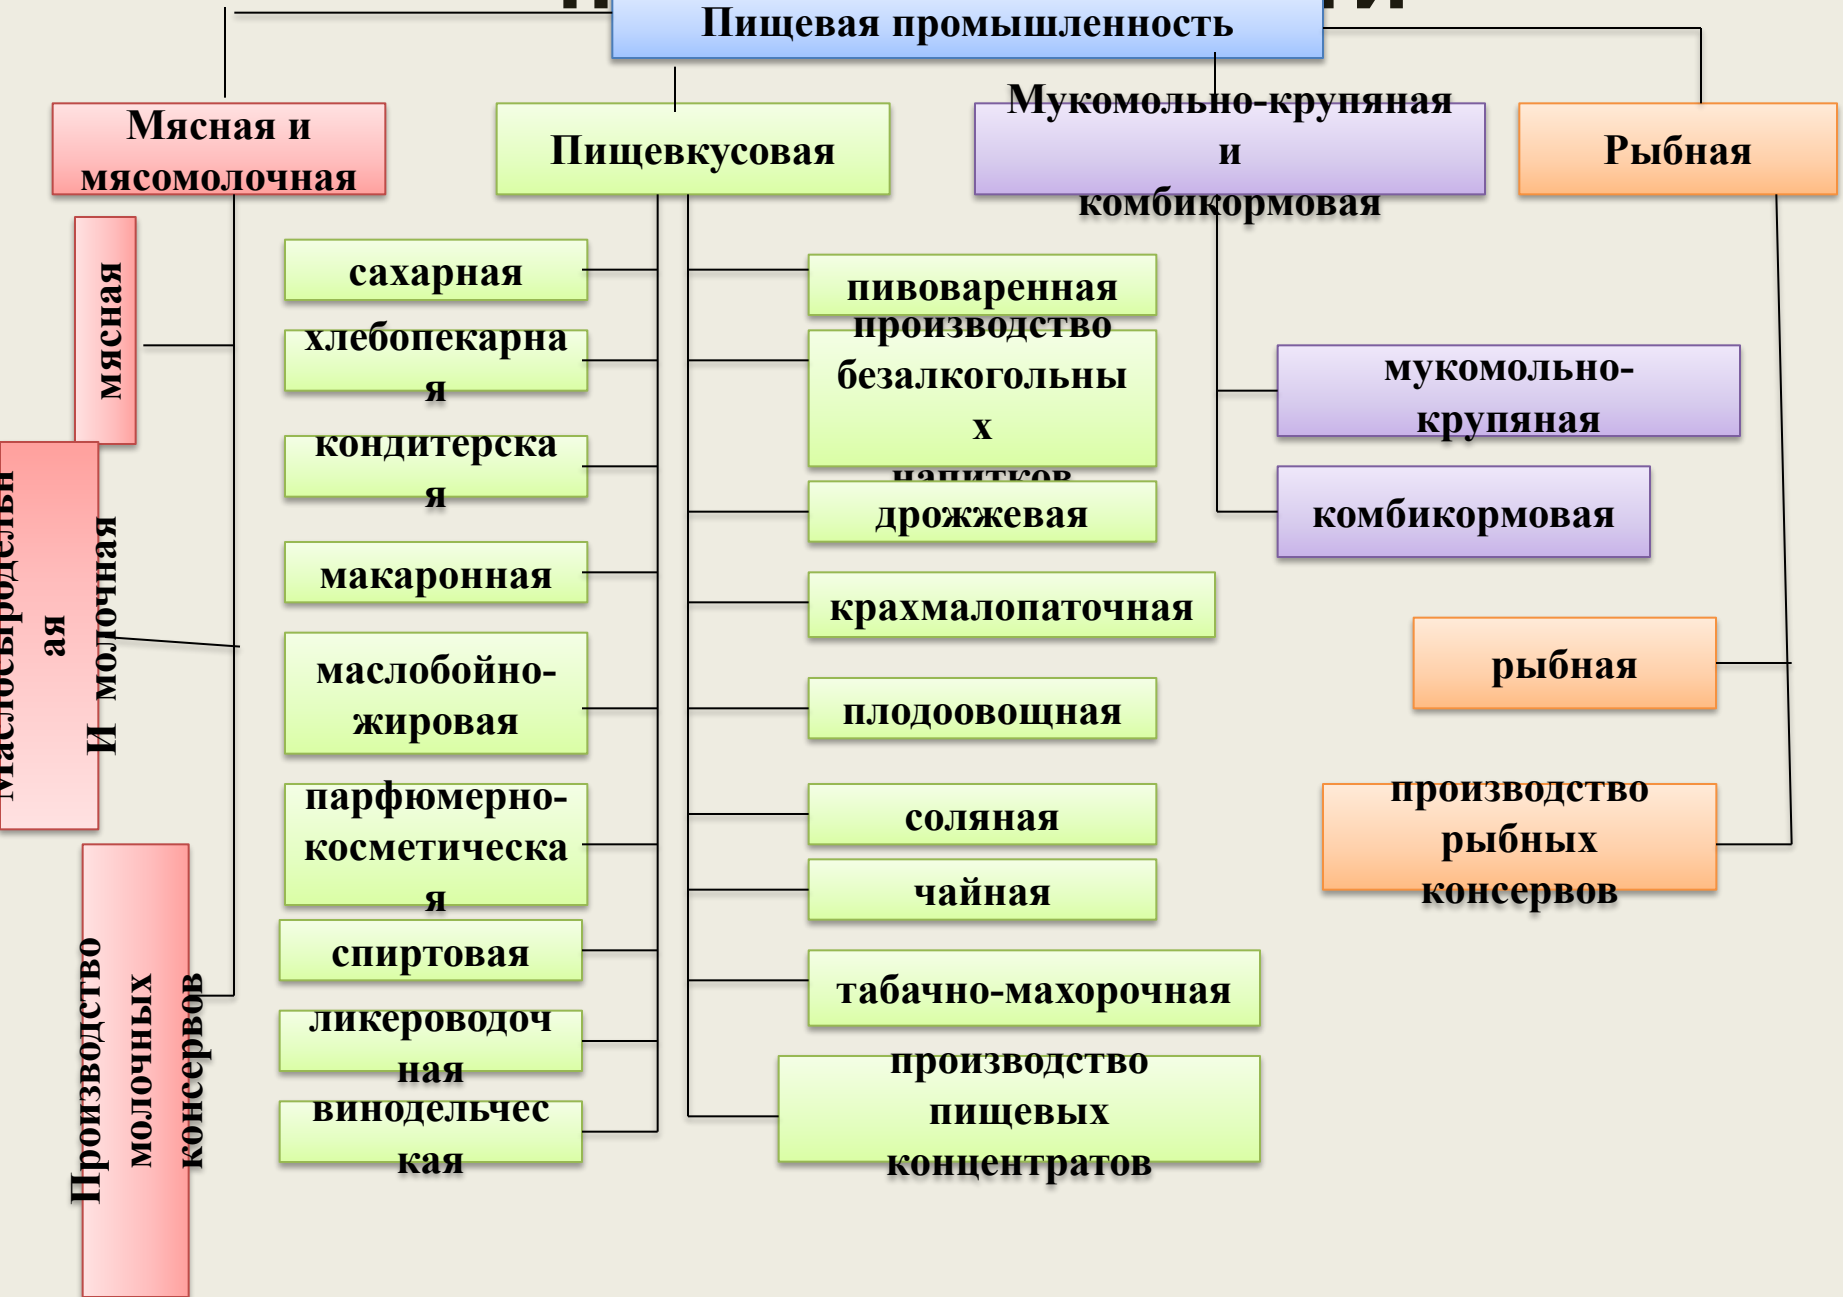 Пищевая промышленность
Мясная и
мясомолочная
Пищевкусовая
Мукомольно-крупяная
и
комбикормовая
Рыбная
мясная
Маслосыродельн
ая
И молочная
Производство
молочных
консервов
сахарная
хлебопекарна
я
кондитерска
я
макаронная
маслобойно-
жировая
парфюмерно-
косметическа
я
спиртовая
ликероводоч
ная
винодельчес
кая
пивоваренная
производство
безалкогольны
х
напитков
дрожжевая
крахмалопаточная
плодоовощная
соляная
чайная
табачно-махорочная
производство
пищевых
концентратов
мукомольно-
крупяная
комбикормовая
рыбная
производство
рыбных
консервов